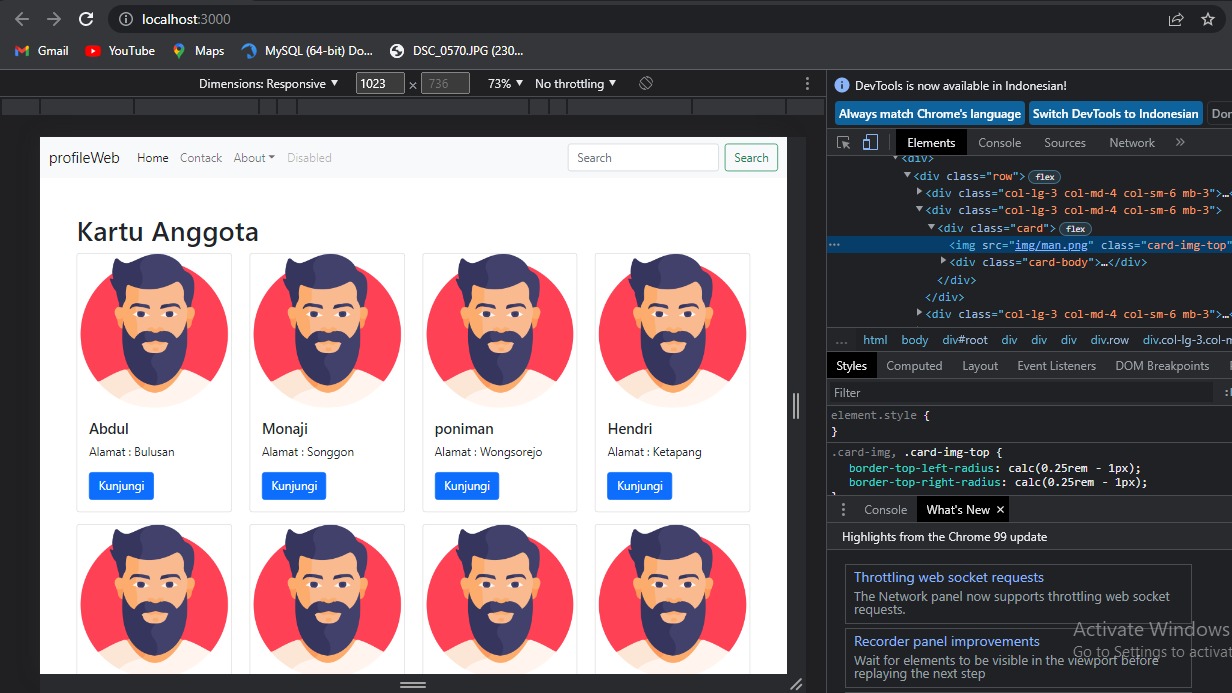 localhost:3000
Gmail YouTube Maps MySQL (64-bit) Do... DSC_0570.JPG (230...
Dimensions: Responsive 1023 × 736 73% No throttling
profileWeb Home Contack About Disabled Search Search
Kartu Anggota
Abdul Monaji poniman Hendri
Alamat : Bulusan Alamat : Songgon Alamat : Wongsorejo Alamat : Ketapang
Kunjungi Kunjungi Kunjungi Kunjungi
DevTools is now available in Indonesian!
Always match Chrome's language Switch DevTools to Indonesian
Elements Console Sources Network »
<div>
<div class="row"> flex
<div class="col-lg-3 col-md-4 col-sm-6 mb-3">…
<div class="col-lg-3 col-md-4 col-sm-6 mb-3">
<div class="card"> flex
<img src="img/man.png" class="card-img-top"
<div class="card-body">…</div>
</div>
</div>
<div class="col-lg-3 col-md-4 col-sm-6 mb-3">…
... html body div#root div div div div.row div.col-lg-3.col-m
Styles Computed Layout Event Listeners DOM Breakpoints
Filter
element.style {
}
.card-img, .card-img-top {
border-top-left-radius: calc(0.25rem - 1px);
border-top-right-radius: calc(0.25rem - 1px);
Console What's New ×
Highlights from the Chrome 99 update
Throttling web socket requests
The Network panel now supports throttling web socket
requests.
Recorder panel improvements
Wait for elements to be visible in the viewport before
replaying the next step
Activate Windows
Go to Settings to activat